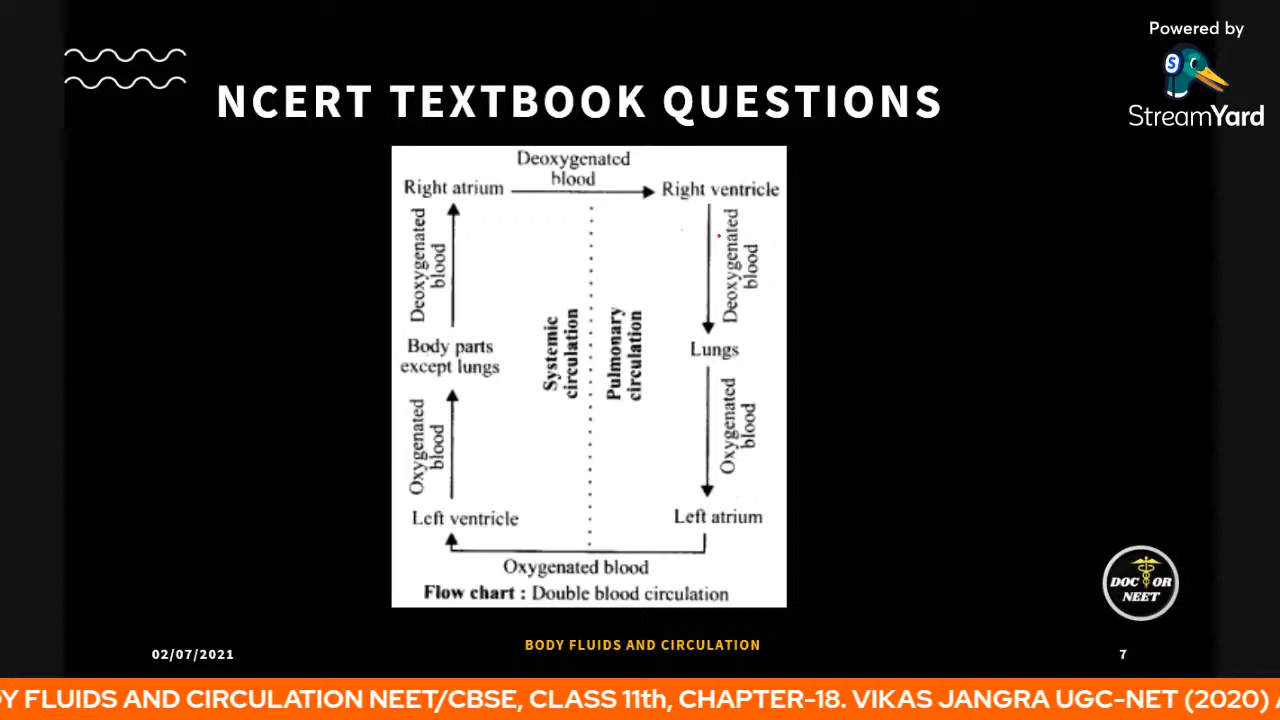 Powered by
StreamYard
NCERT TEXTBOOK QUESTIONS
Deoxygenated
blood
Right atrium
Right ventricle
Deoxygenated
blood
Deoxygenated
blood
Systemic
circulation
Pulmonary
circulation
Body parts
except lungs
Lungs
Oxygenated
blood
Oxygenated
blood
Left ventricle
Left atrium
Oxygenated blood
Flow chart : Double blood circulation
DOCTOR
NEET
02/07/2021
BODY FLUIDS AND CIRCULATION
7
DY FLUIDS AND CIRCULATION NEET/CBSE, CLASS 11th, CHAPTER-18. VIKAS JANGRA UGC-NET (2020)